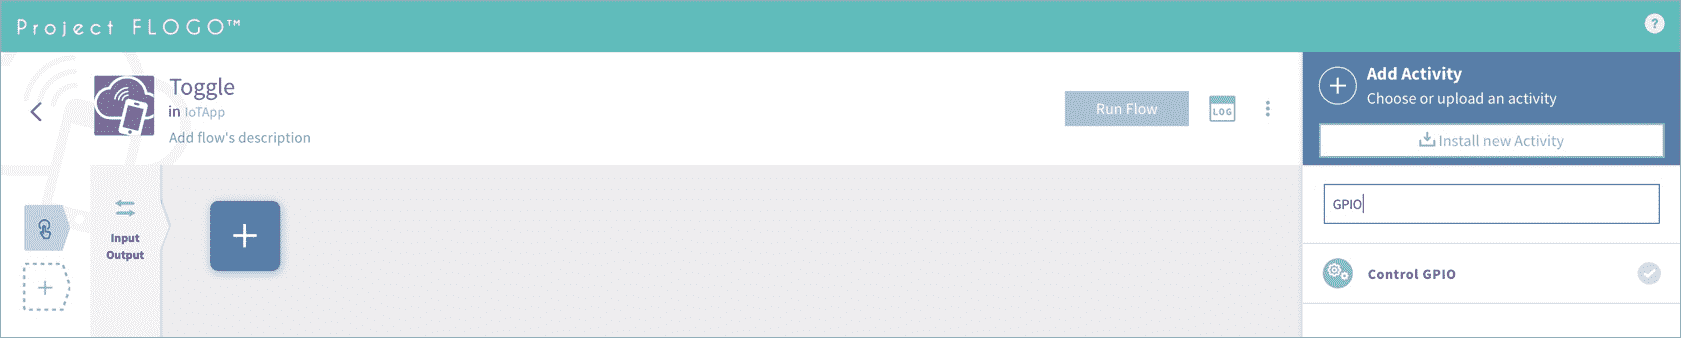 Project FLOGO™
?
Toggle
in IoTApp
Add flow's description
Run Flow
LOG
Add Activity
Choose or upload an activity
Install new Activity
Input
Output
GPIO
Control GPIO